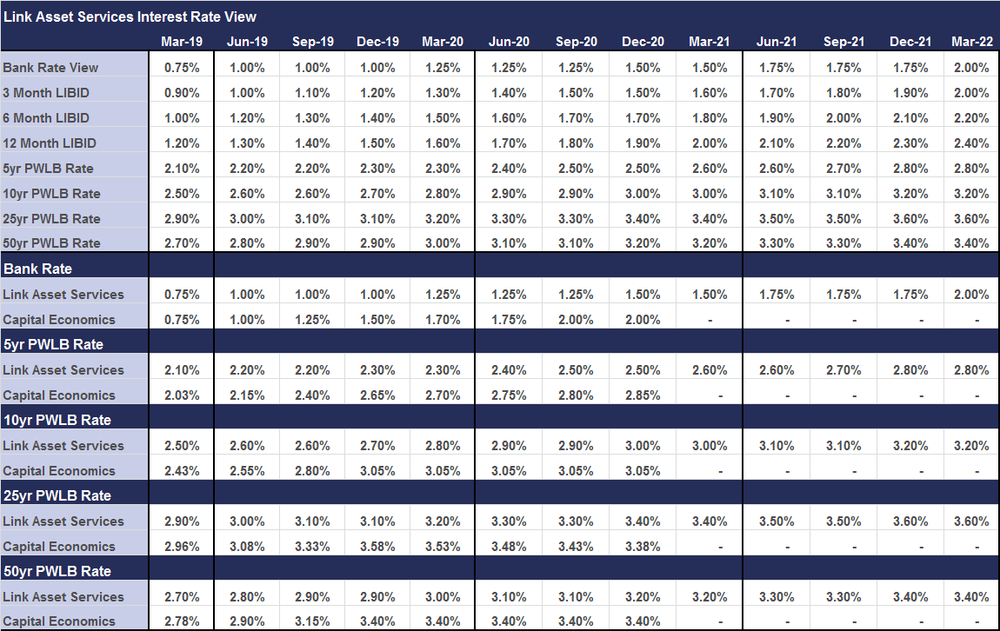 Link Asset Services Interest Rate View
Mar-19 Jun-19 Sep-19 Dec-19 Mar-20 Jun-20 Sep-20 Dec-20 Mar-21 Jun-21 Sep-21 Dec-21 Mar-22
Bank Rate View 0.75% 1.00% 1.00% 1.00% 1.25% 1.25% 1.25% 1.50% 1.50% 1.75% 1.75% 1.75% 2.00%
3 Month LIBID 0.90% 1.00% 1.10% 1.20% 1.30% 1.40% 1.50% 1.50% 1.60% 1.70% 1.80% 1.90% 2.00%
6 Month LIBID 1.00% 1.20% 1.30% 1.40% 1.50% 1.60% 1.70% 1.70% 1.80% 1.90% 2.00% 2.10% 2.20%
12 Month LIBID 1.20% 1.30% 1.40% 1.50% 1.60% 1.70% 1.80% 1.90% 2.00% 2.10% 2.20% 2.30% 2.40%
5yr PWLB Rate 2.10% 2.20% 2.20% 2.30% 2.30% 2.40% 2.50% 2.50% 2.60% 2.60% 2.70% 2.80% 2.80%
10yr PWLB Rate 2.50% 2.60% 2.60% 2.70% 2.80% 2.90% 2.90% 3.00% 3.00% 3.10% 3.10% 3.20% 3.20%
25yr PWLB Rate 2.90% 3.00% 3.10% 3.10% 3.20% 3.30% 3.30% 3.40% 3.40% 3.50% 3.50% 3.60% 3.60%
50yr PWLB Rate 2.70% 2.80% 2.90% 2.90% 3.00% 3.10% 3.10% 3.20% 3.20% 3.30% 3.30% 3.40% 3.40%
Bank Rate
Link Asset Services 0.75% 1.00% 1.00% 1.00% 1.25% 1.25% 1.25% 1.50% 1.50% 1.75% 1.75% 1.75% 2.00%
Capital Economics 0.75% 1.00% 1.25% 1.50% 1.70% 1.75% 2.00% 2.00% - - - - -
5yr PWLB Rate
Link Asset Services 2.10% 2.20% 2.20% 2.30% 2.30% 2.40% 2.50% 2.50% 2.60% 2.60% 2.70% 2.80% 2.80%
Capital Economics 2.03% 2.15% 2.40% 2.65% 2.70% 2.75% 2.80% 2.85% - - - - -
10yr PWLB Rate
Link Asset Services 2.50% 2.60% 2.60% 2.70% 2.80% 2.90% 2.90% 3.00% 3.00% 3.10% 3.10% 3.20% 3.20%
Capital Economics 2.43% 2.55% 2.80% 3.05% 3.05% 3.05% 3.05% 3.05% - - - - -
25yr PWLB Rate
Link Asset Services 2.90% 3.00% 3.10% 3.10% 3.20% 3.30% 3.30% 3.40% 3.40% 3.50% 3.50% 3.60% 3.60%
Capital Economics 2.96% 3.08% 3.33% 3.58% 3.53% 3.48% 3.43% 3.38% - - - - -
50yr PWLB Rate
Link Asset Services 2.70% 2.80% 2.90% 2.90% 3.00% 3.10% 3.10% 3.20% 3.20% 3.30% 3.30% 3.40% 3.40%
Capital Economics 2.78% 2.90% 3.15% 3.40% 3.40% 3.40% 3.40% 3.40% - - - - -